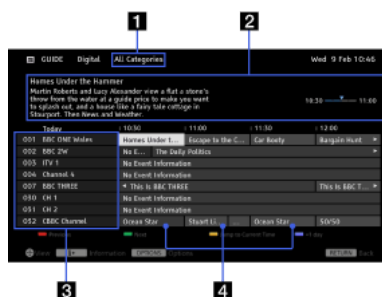 1
2
GUIDE Digital All Categories Wed 9 Feb 10:46
Homes Under the Hammer
Martin Roberts and Lucy Alexander view a flat a stone's
throw from the water at a guide price to make you want
to splash out, and a house like a fairy tale cottage in
Stourport. Then News and Weather.
10:30 11:00
Today 10:30 11:00 11:30 12:00
001 BBC ONE Wales Homes Under t... Escape to the C... Car Booty Bargain Hunt
002 BBC 2W No E... The Daily Politics
003 ITV 1 No Event Information
004 Channel 4 No Event Information
007 BBC THREE This is BBC THREE This is BBC T...
030 CH 1 No Event Information
031 CH 2 No Event Information
052 CBBC Channel Ocean Star Stuart Li... ... Ocean Star 50/50
Previous Next Jump to Current Time +1 day
View Information OPTIONS Options RETURN Back
3
4